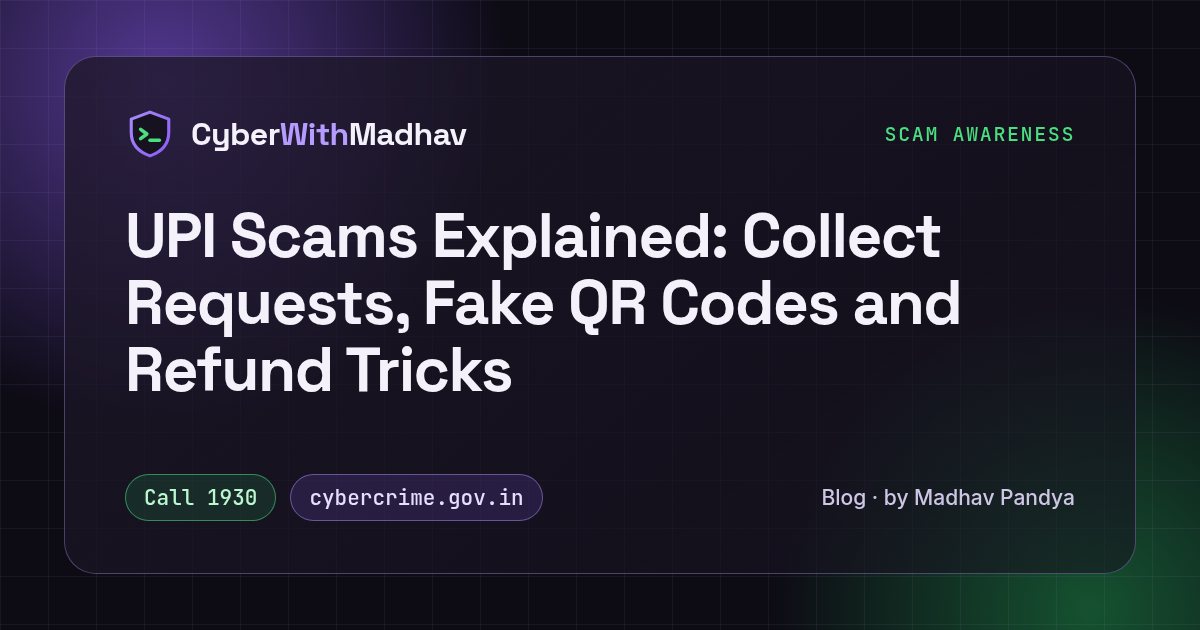 CyberWithMadhav
SCAM AWARENESS
UPI Scams Explained: Collect
Requests, Fake QR Codes and
Refund Tricks
Call 1930
cybercrime.gov.in
Blog · by Madhav Pandya